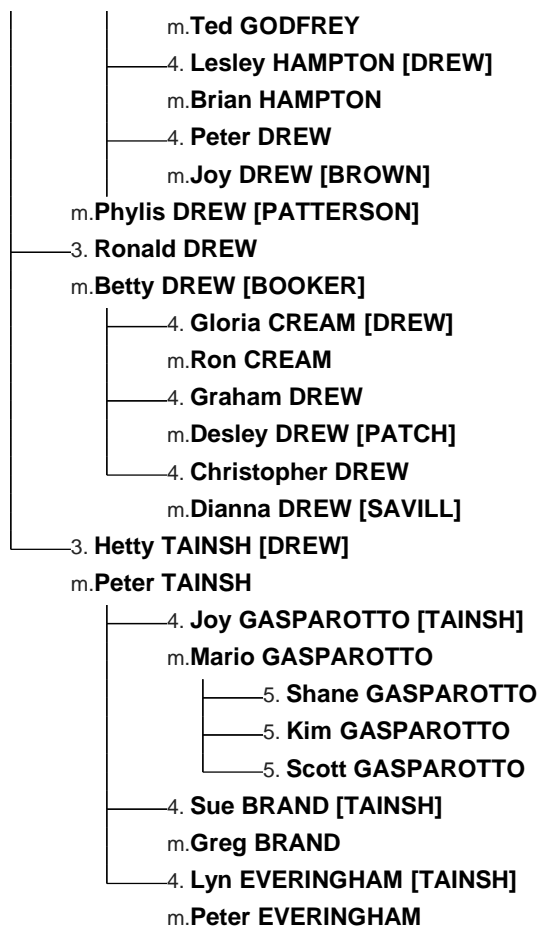 m.Ted GODFREY
4. Lesley HAMPTON [DREW]
m.Brian HAMPTON
4. Peter DREW
m.Joy DREW [BROWN]
m.Phylis DREW [PATTERSON]
3. Ronald DREW
m.Betty DREW [BOOKER]
4. Gloria CREAM [DREW]
m.Ron CREAM
4. Graham DREW
m.Desley DREW [PATCH]
4. Christopher DREW
m.Dianna DREW [SAVILL]
3. Hetty TAINSH [DREW]
m.Peter TAINSH
4. Joy GASPAROTTO [TAINSH]
m.Mario GASPAROTTO
5. Shane GASPAROTTO
5. Kim GASPAROTTO
5. Scott GASPAROTTO
4. Sue BRAND [TAINSH]
m.Greg BRAND
4. Lyn EVERINGHAM [TAINSH]
m.Peter EVERINGHAM